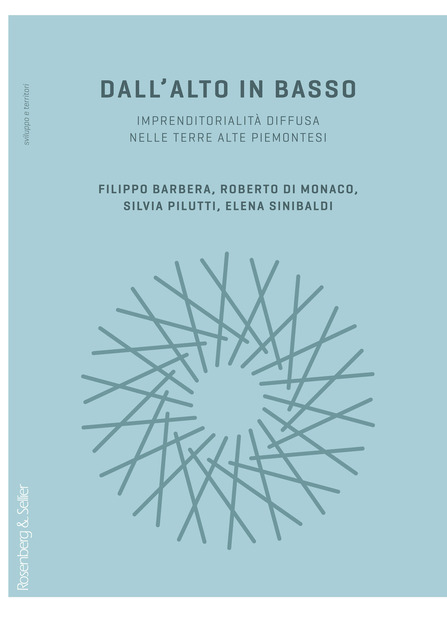 DALL'ALTO IN BASSO
IMPRENDITORIALITÀ DIFFUSA
NELLE TERRE ALTE PIEMONTESI
FILIPPO BARBERA, ROBERTO DI MONACO,
SILVIA PILUTTI, ELENA SINIBALDI
sviluppo e territori
Rosenberg & Sellier